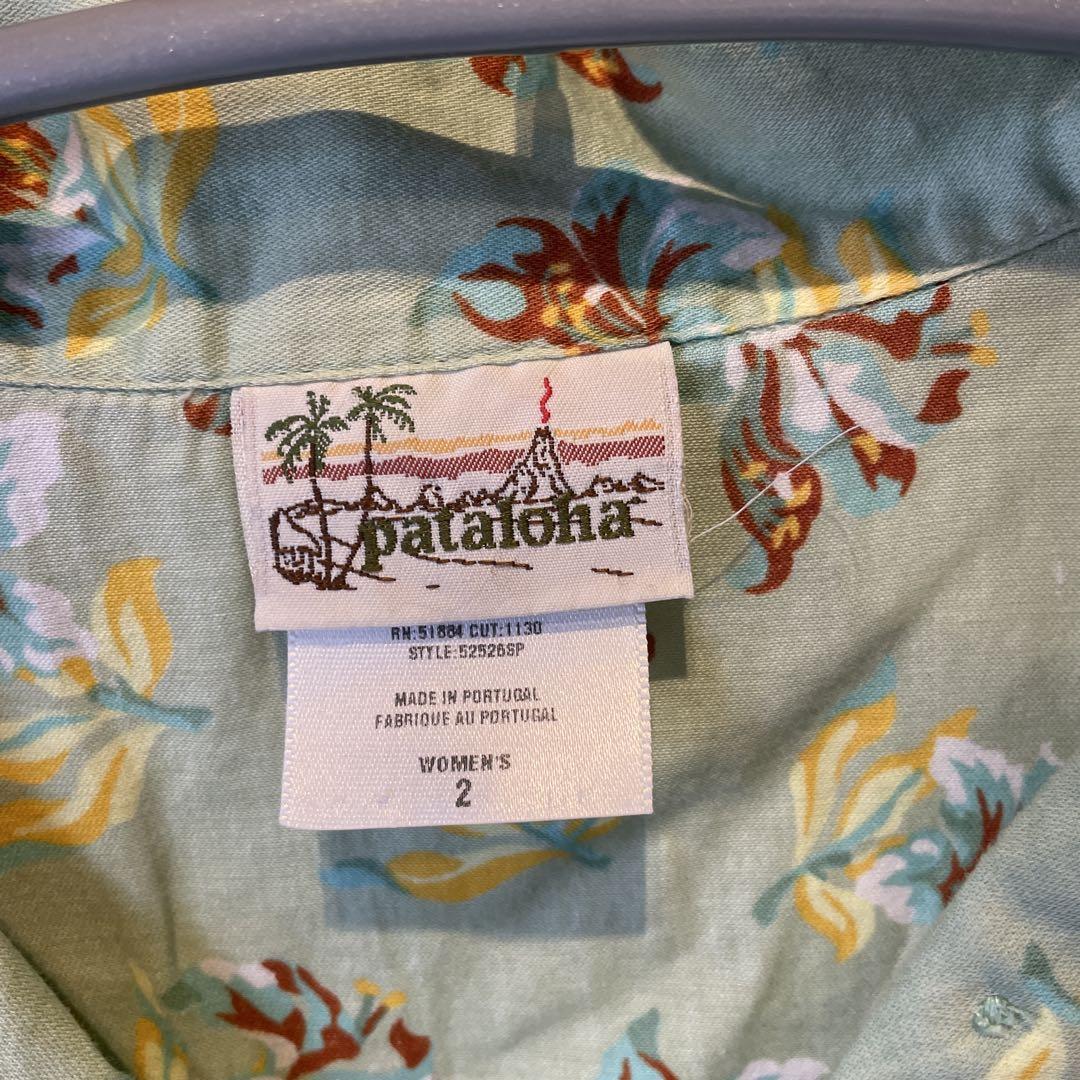 pataloha
RN:51884 CUT:1130
STYLE:52526SP
MADE IN PORTUGAL
FABRIQUE AU PORTUGAL
WOMEN'S
2